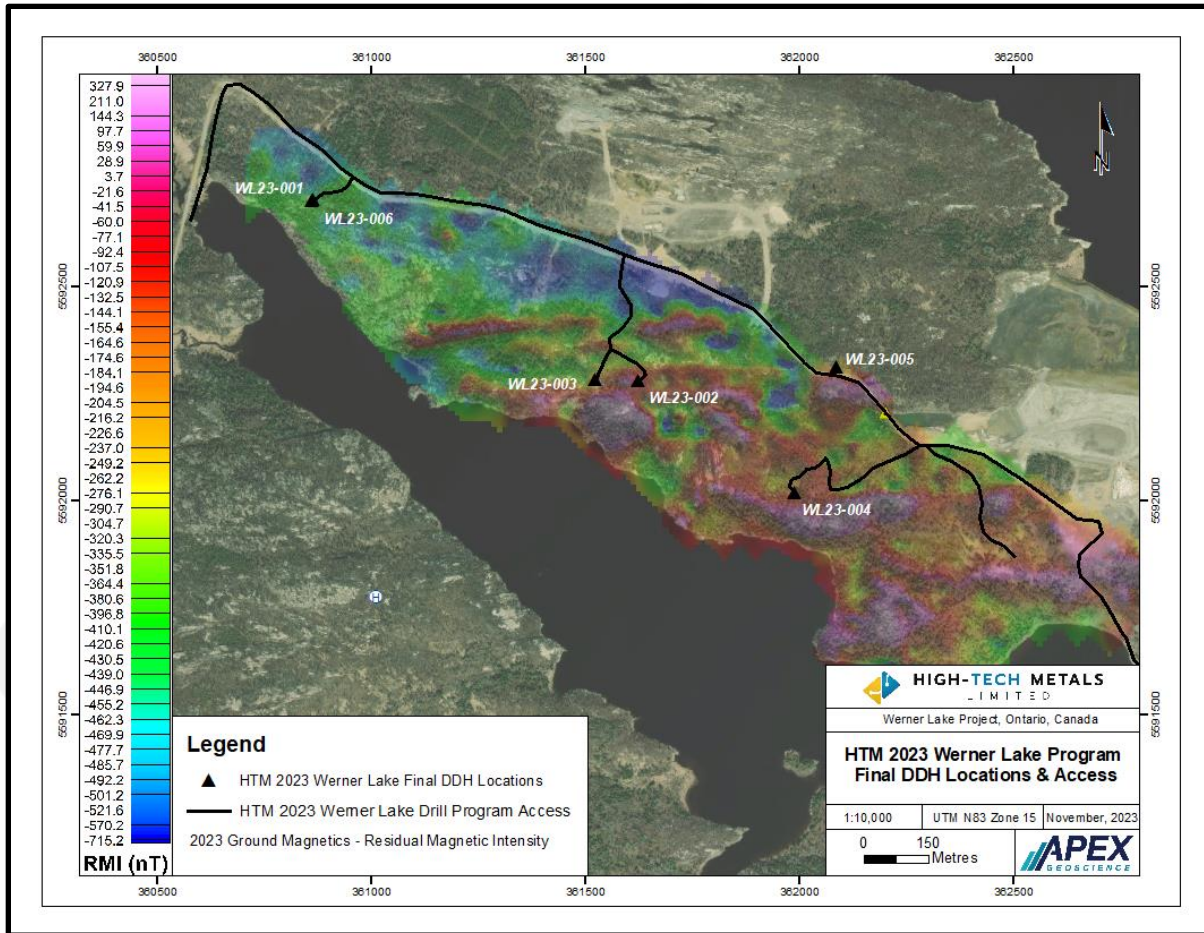 360500 361000 361500 362000 362500
327.9
211.0
144.3
97.7
59.9
28.9
3.7
-21.6
-41.5
-60.0
-77.1
-92.4
-107.5
-120.9
-132.5
-144.1
-155.4
-164.6
-174.6
-184.1
-194.6
-204.5
-216.2
-226.6
-237.0
-249.2
-262.2
-276.1
-290.7
-304.7
-320.3
-335.5
-351.8
-364.4
-380.6
-396.8
-410.1
-420.6
-430.5
-439.0
-446.9
-455.2
-462.3
-469.9
-477.7
-485.7
-492.2
-501.2
-521.6
-570.2
-715.2
RMI (nT)
N
WL23-001
WL23-006
WL23-005
WL23-003
WL23-002
WL23-004
H
5592500
5592500
5592000
5592000
5591500
5591500
Legend
HTM 2023 Werner Lake Final DDH Locations
HTM 2023 Werner Lake Drill Program Access
2023 Ground Magnetics - Residual Magnetic Intensity
HIGH-TECH METALS
LIMITED
Werner Lake Project, Ontario, Canada
HTM 2023 Werner Lake Program
Final DDH Locations & Access
1:10,000 UTM N83 Zone 15 November, 2023
0 150
Metres
APEX
GEOSCIENCE
360500 361000 361500 362000 362500